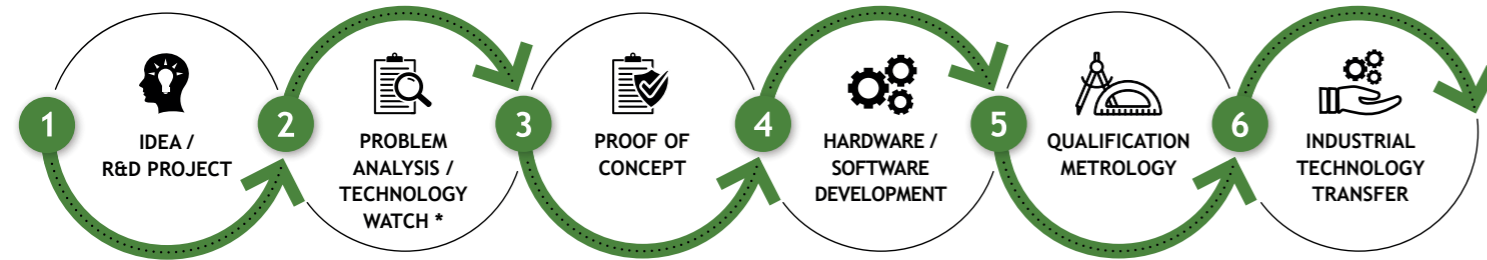 1
IDEA /
R&D PROJECT
2
PROBLEM
ANALYSIS /
TECHNOLOGY
WATCH *
3
PROOF OF
CONCEPT
4
HARDWARE /
SOFTWARE
DEVELOPMENT
5
QUALIFICATION
METROLOGY
6
INDUSTRIAL
TECHNOLOGY
TRANSFER